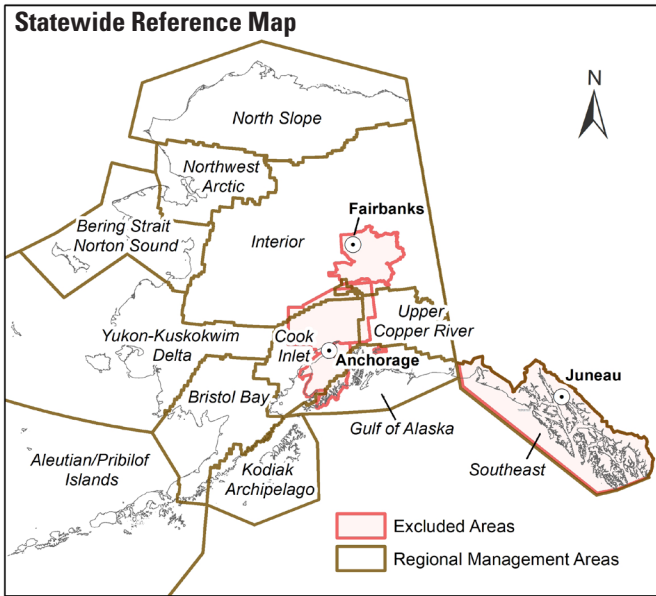 Statewide Reference Map
N
North Slope
Northwest
Arctic
Bering Strait
Norton Sound
Fairbanks
Interior
Upper
Copper River
Yukon-Kuskokwim
Delta
Cook
Inlet
Anchorage
Juneau
Bristol Bay
Gulf of Alaska
Aleutian/Pribilof
Islands
Kodiak
Archipelago
Southeast
Excluded Areas
Regional Management Areas